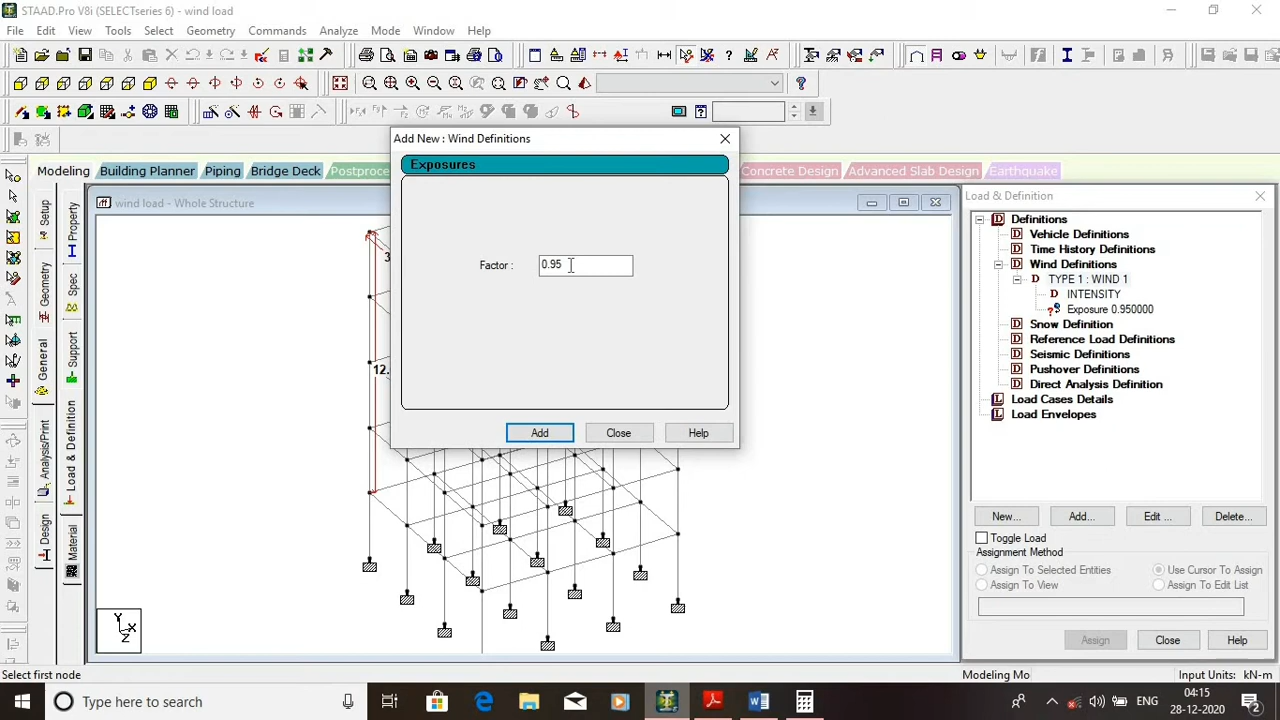 STAAD.Pro V8i (SELECTseries 6) - wind load
File Edit View Tools Select Geometry Commands Analyze Mode Window Help
Modeling Building Planner Piping Bridge Deck Postproce Concrete Design Advanced Slab Design Earthquake
Add New : Wind Definitions
Exposures
Factor : 0.95
Add Close Help
wind load - Whole Structure
3
12.
Setup
Geometry
General
Analysis/Print
Design
Property
Spec
Support
Load & Definition
Material
Y
X
Z
Load & Definition
Definitions
Vehicle Definitions
Time History Definitions
Wind Definitions
TYPE 1 : WIND 1
INTENSITY
Exposure 0.950000
Snow Definition
Reference Load Definitions
Seismic Definitions
Pushover Definitions
Direct Analysis Definition
Load Cases Details
Load Envelopes
New... Add... Edit ... Delete...
Toggle Load
Assignment Method
Assign To Selected Entities Use Cursor To Assign
Assign To View Assign To Edit List
Assign Close Help
Select first node Modeling Mo Input Units: kN-m
Type here to search
ENG
04:15
28-12-2020
2